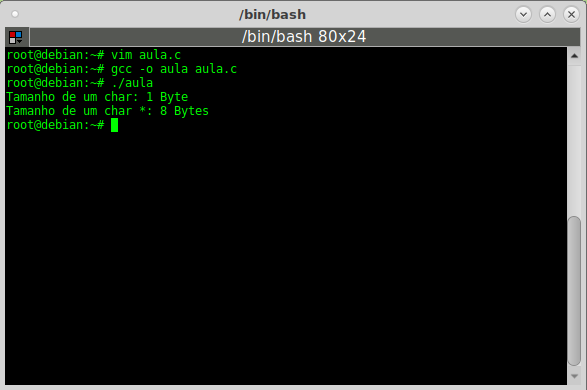 /bin/bash
/bin/bash 80x24
root@debian:~# vim aula.c
root@debian:~# gcc -o aula aula.c
root@debian:~# ./aula
Tamanho de um char: 1 Byte
Tamanho de um char *: 8 Bytes
root@debian:~#